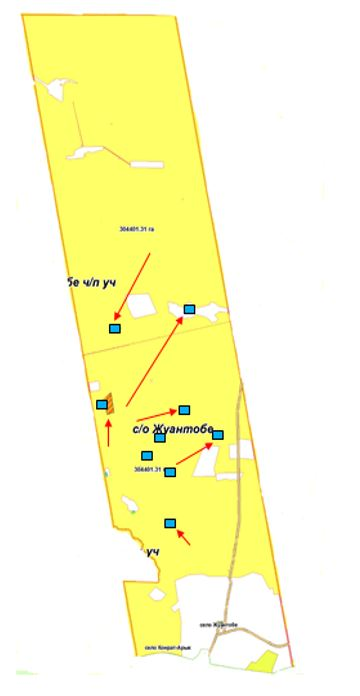 304401.31 га
бе ч/п уч
с/о Жуантобе
304401.31
уч
село Жуантобе
село Конрат-Арык